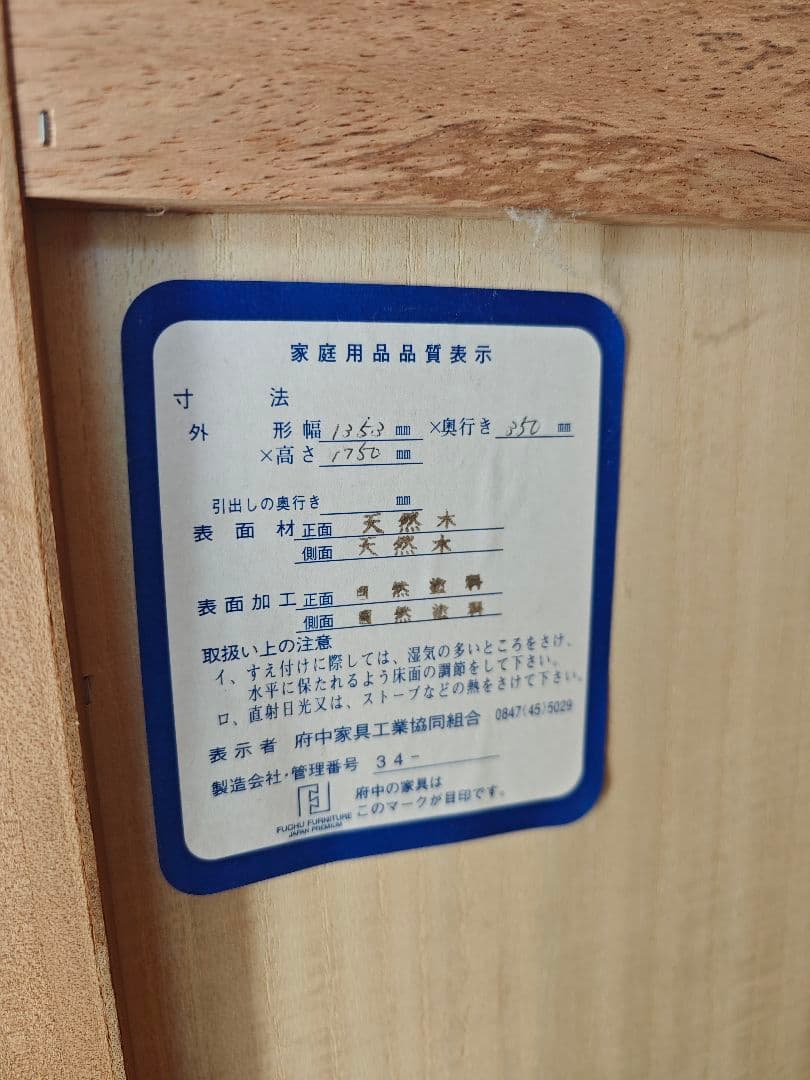 家庭用品品質表示
寸法
外形幅 1353 mm ×奥行き 350 mm
×高さ 1750 mm
引出しの奥行き mm
表面材 正面 天然木
側面 天然木
表面加工 正面 自然塗料
側面 自然塗料
取扱い上の注意
イ、すえ付けに際しては、湿気の多いところをさけ、
水平に保たれるよう床面の調節をして下さい。
ロ、直射日光又は、ストーブなどの熱をさけて下さい。
表示者 府中家具工業協同組合 0847(45)5029
製造会社・管理番号 34-
府中の家具は
このマークが目印です。
FUCHU FURNITURE
JAPAN PREMIUM